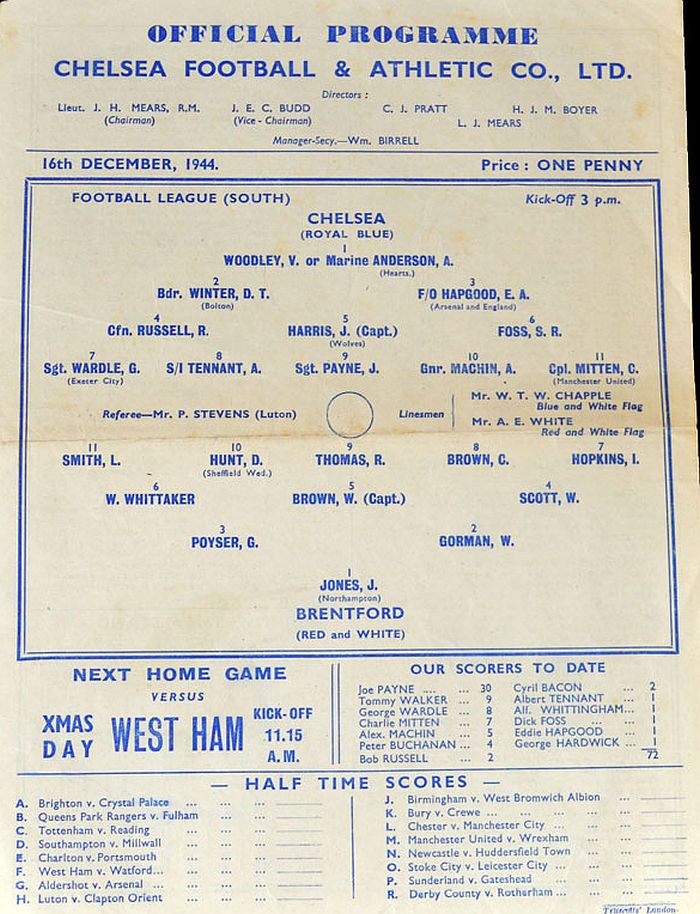 OFFICIAL PROGRAMME
CHELSEA FOOTBALL & ATHLETIC CO., LTD.
Directors :
Lieut. J. H. MEARS, R.M. J. E. C. BUDD C. J. PRATT H. J. M. BOYER
(Chairman) (Vice - Chairman) L. J. MEARS
Manager-Secy.—Wm. BIRRELL
16th DECEMBER, 1944. Price : ONE PENNY
FOOTBALL LEAGUE (SOUTH) Kick-Off 3 p.m.
CHELSEA
(ROYAL BLUE)
1
WOODLEY, V. or Marine ANDERSON, A.
(Hearts.)
2 3
Bdr. WINTER, D. T. F/O HAPGOOD, E. A.
(Bolton) (Arsenal and England)
4 5 6
Cfn. RUSSELL, R. HARRIS, J. (Capt.) FOSS, S. R.
(Wolves)
7 8 9 10 11
Sgt. WARDLE, G. S/I TENNANT, A. Sgt. PAYNE, J. Gnr. MACHIN, A. Cpl. MITTEN, C.
(Exeter City) (Manchester United)
Referee—Mr. P. STEVENS (Luton) Linesmen Mr. W. T. W. CHAPPLE
Blue and White Flag
Mr. A. E. WHITE
Red and White Flag
11 10 9 8 7
SMITH, L. HUNT, D. THOMAS, R. BROWN, C. HOPKINS, I.
(Sheffield Wed.)
6 5 4
W. WHITTAKER BROWN, W. (Capt.) SCOTT, W.
3 2
POYSER, G. GORMAN, W.
1
JONES, J.
(Northampton)
BRENTFORD
(RED and WHITE)
NEXT HOME GAME
VERSUS
XMAS DAY WEST HAM KICK-OFF 11.15 A.M.
OUR SCORERS TO DATE
Joe PAYNE .... ... 30 Cyril BACON ... 2
Tommy WALKER ... 9 Albert TENNANT ... 1
George WARDLE ... 8 Alf. WHITTINGHAM... 1
Charlie MITTEN ... 7 Dick FOSS ... ... 1
Alex. MACHIN ... 5 Eddie HAPGOOD ... 1
Peter BUCHANAN ... 4 George HARDWICK ... 1
Bob RUSSELL ... 2 72
— HALF TIME SCORES —
A. Brighton v. Crystal Palace ... ... ...
B. Queens Park Rangers v. Fulham ... ...
C. Tottenham v. Reading ... ...
D. Southampton v. Millwall ... ...
E. Charlton v. Portsmouth ... ...
F. West Ham v. Watford... ... ...
G. Aldershot v. Arsenal ... ... ...
H. Luton v. Clapton Orient ... ...
J. Birmingham v. West Bromwich Albion ...
K. Bury v. Crewe ... ... ... ... ...
L. Chester v. Manchester City ... ... ...
M. Manchester United v. Wrexham ... ...
N. Newcastle v. Huddersfield Town ... ...
O. Stoke City v. Leicester City ... ... ...
P. Sunderland v. Gateshead ... ...
R. Derby County v. Rotherham ... ... ...
London